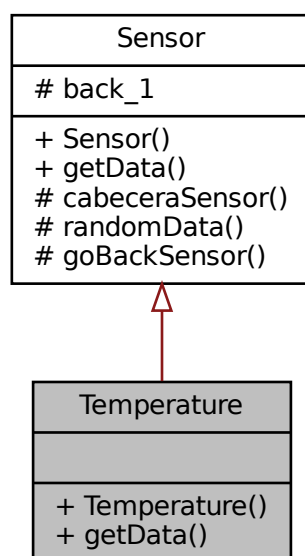 Sensor
# back_1
+ Sensor()
+ getData()
# cabeceraSensor()
# randomData()
# goBackSensor()
Temperature
+ Temperature()
+ getData()